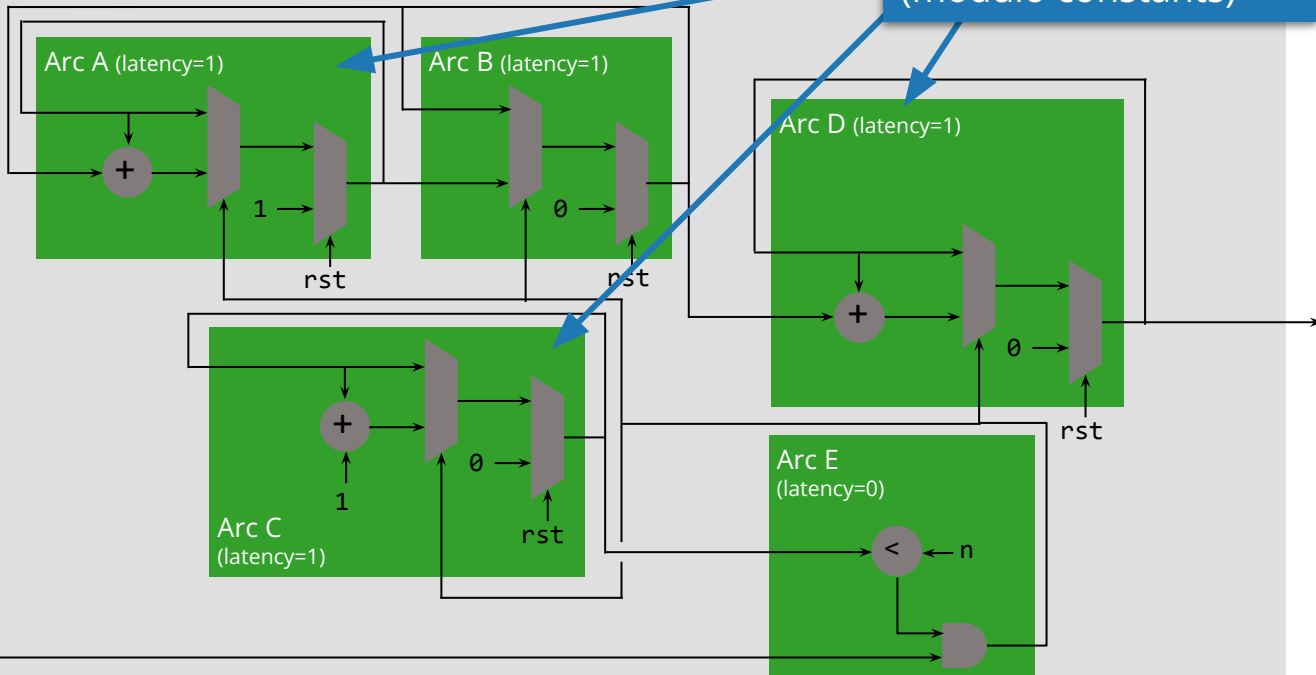 (modulo constants)
Arc A (latency=1)
+
1
rst
Arc B (latency=1)
0
rst
Arc D (latency=1)
+
0
rst
+
1
0
rst
Arc C
(latency=1)
Arc E
(latency=0)
<
n